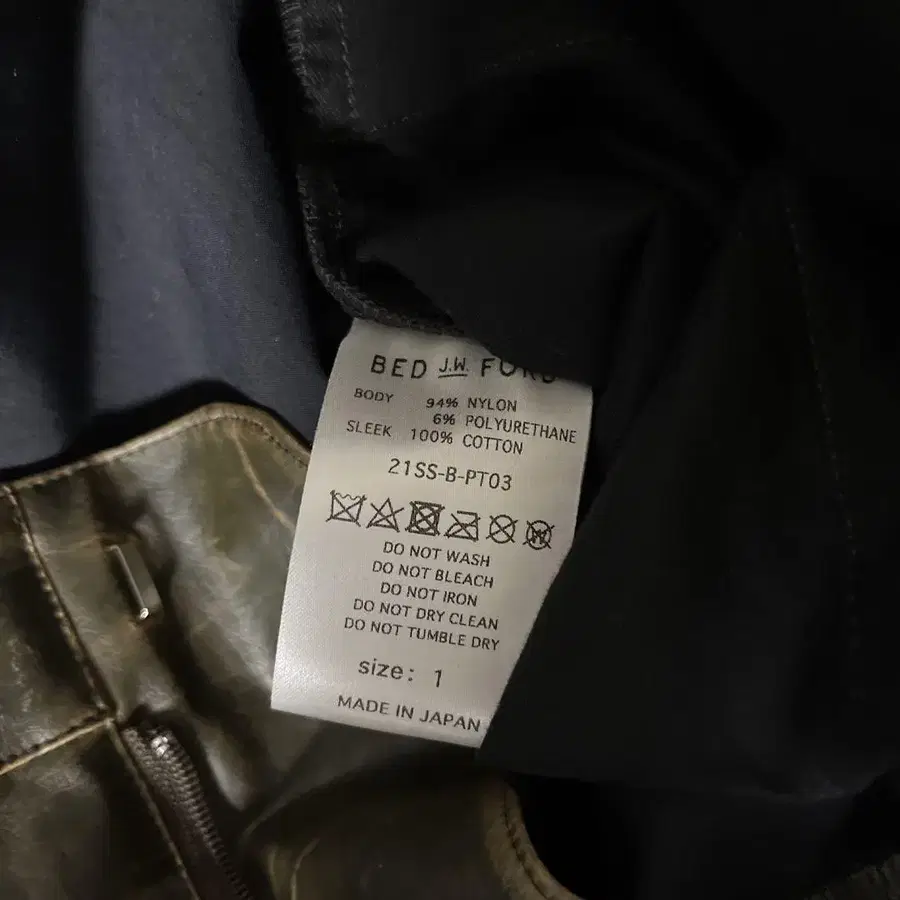 BED J.W. FORD
BODY 94% NYLON
6% POLYURETHANE
SLEEK 100% COTTON
21SS-B-PT03
DO NOT WASH
DO NOT BLEACH
DO NOT IRON
DO NOT DRY CLEAN
DO NOT TUMBLE DRY
size: 1
MADE IN JAPAN